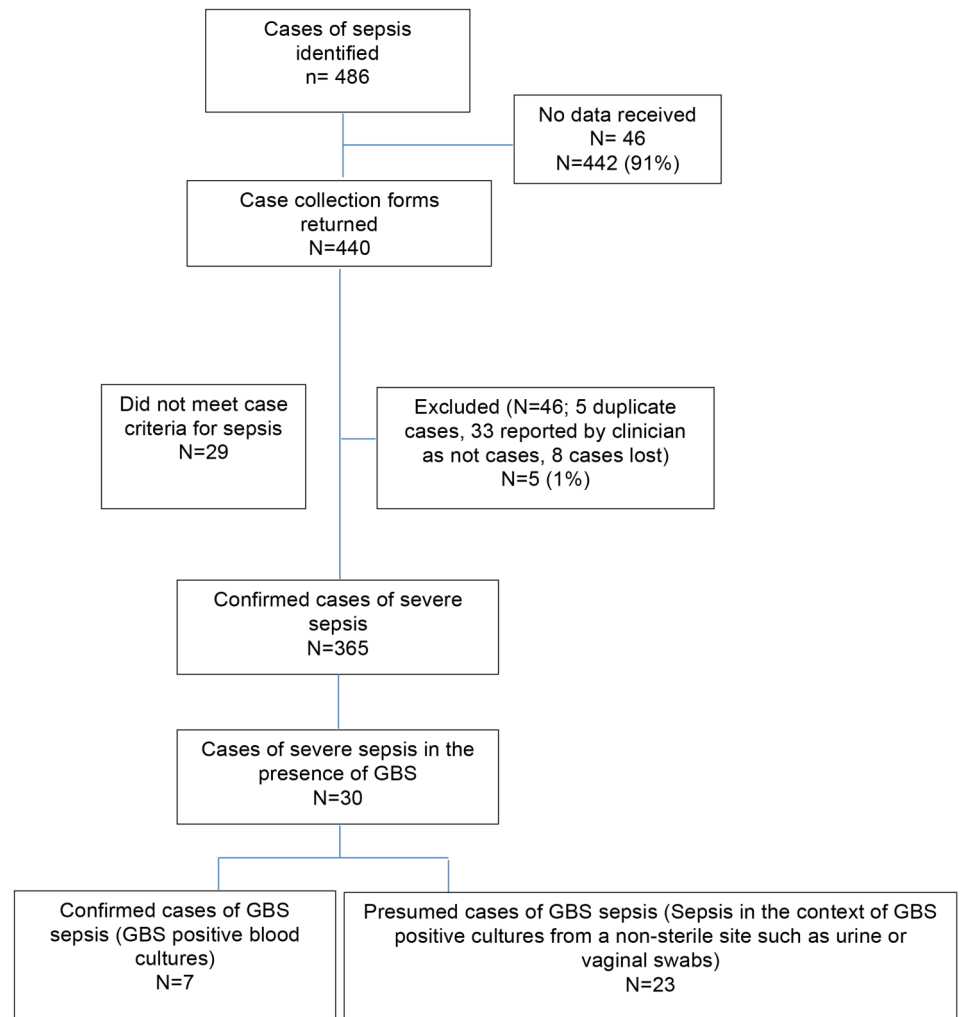 Cases of sepsis
identified
n= 486
No data received
N= 46
N=442 (91%)
Case collection forms
returned
N=440
Did not meet case
criteria for sepsis
N=29
Excluded (N=46; 5 duplicate
cases, 33 reported by clinician
as not cases, 8 cases lost)
N=5 (1%)
Confirmed cases of severe
sepsis
N=365
Cases of severe sepsis in the
presence of GBS
N=30
Confirmed cases of GBS
sepsis (GBS positive blood
cultures)
N=7
Presumed cases of GBS sepsis (Sepsis in the context of GBS
positive cultures from a non-sterile site such as urine or
vaginal swabs)
N=23